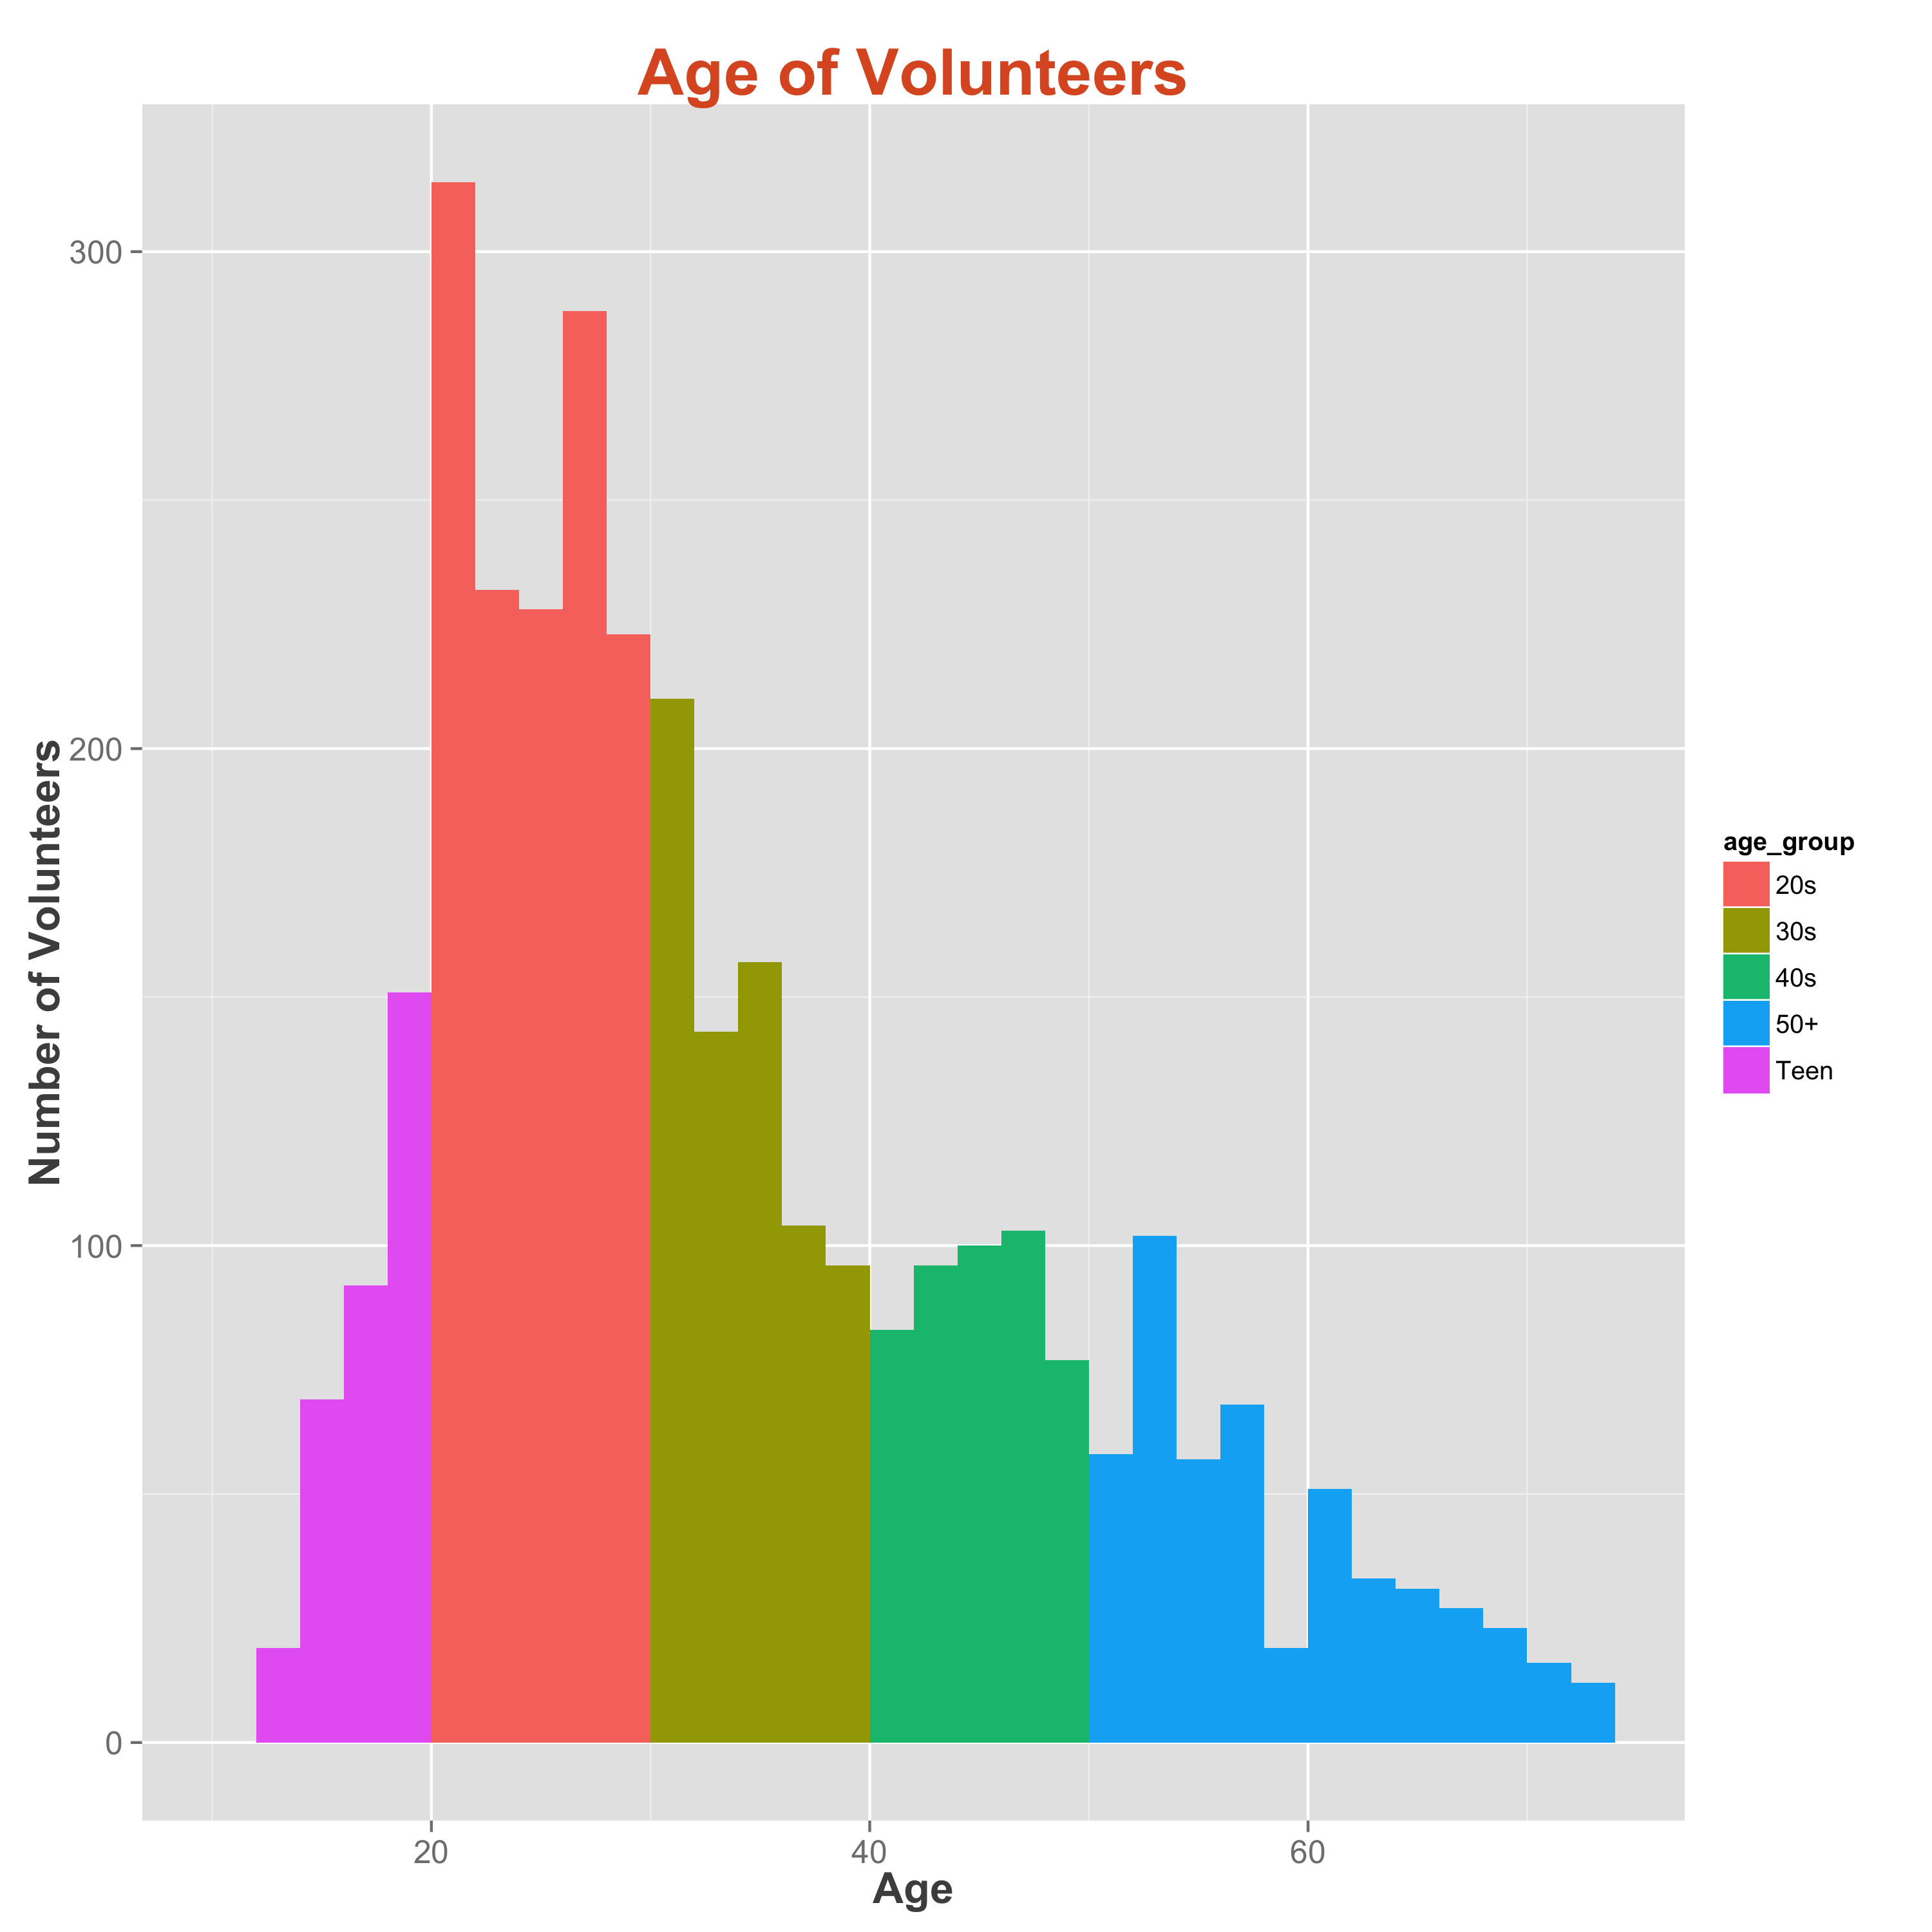 Age of Volunteers
Number of Volunteers
300
200
100
0
20
40
60
Age
age_group
20s
30s
40s
50+
Teen